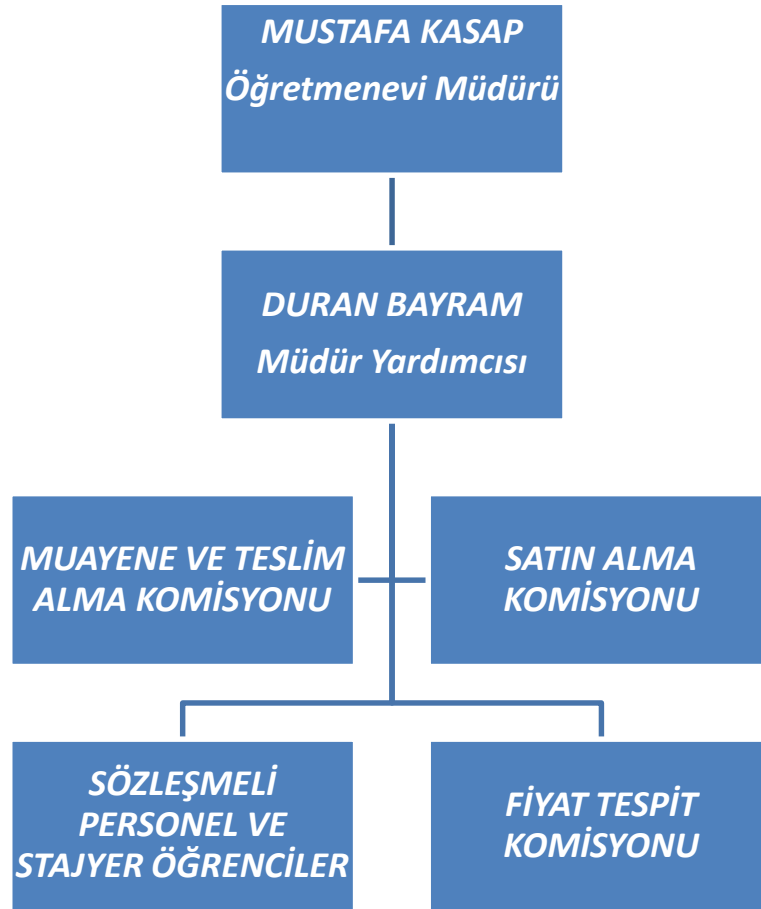 MUSTAFA KASAP
Öğretmenevi Müdürü
DURAN BAYRAM
Müdür Yardımcısı
MUAYENE VE TESLİM
ALMA KOMİSYONU
SATIN ALMA
KOMİSYONU
SÖZLEŞMELİ
PERSONEL VE
STAJYER ÖĞRENCİLER
FİYAT TESPİT
KOMİSYONU